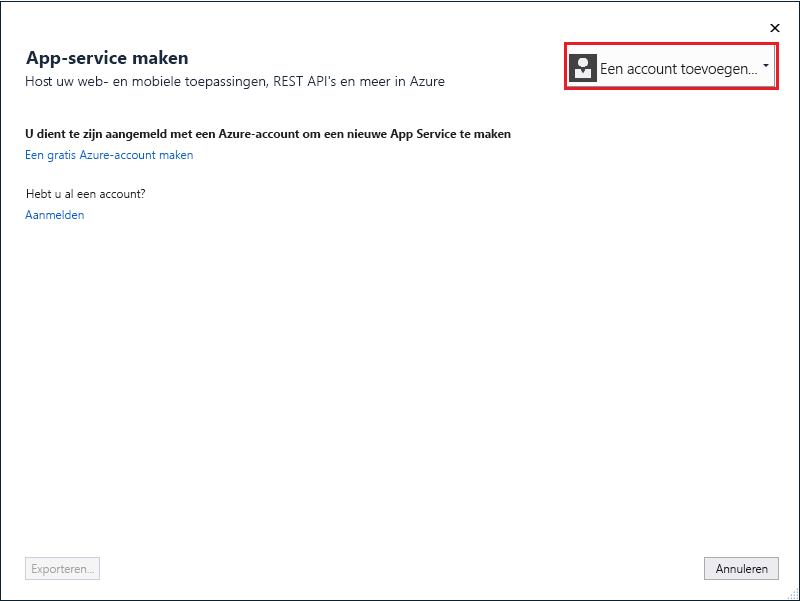 App-service maken
Host uw web- en mobiele toepassingen, REST API's en meer in Azure
Een account toevoegen...
U dient te zijn aangemeld met een Azure-account om een nieuwe App Service te maken
Een gratis Azure-account maken
Hebt u al een account?
Aanmelden
Exporteren...
Annuleren